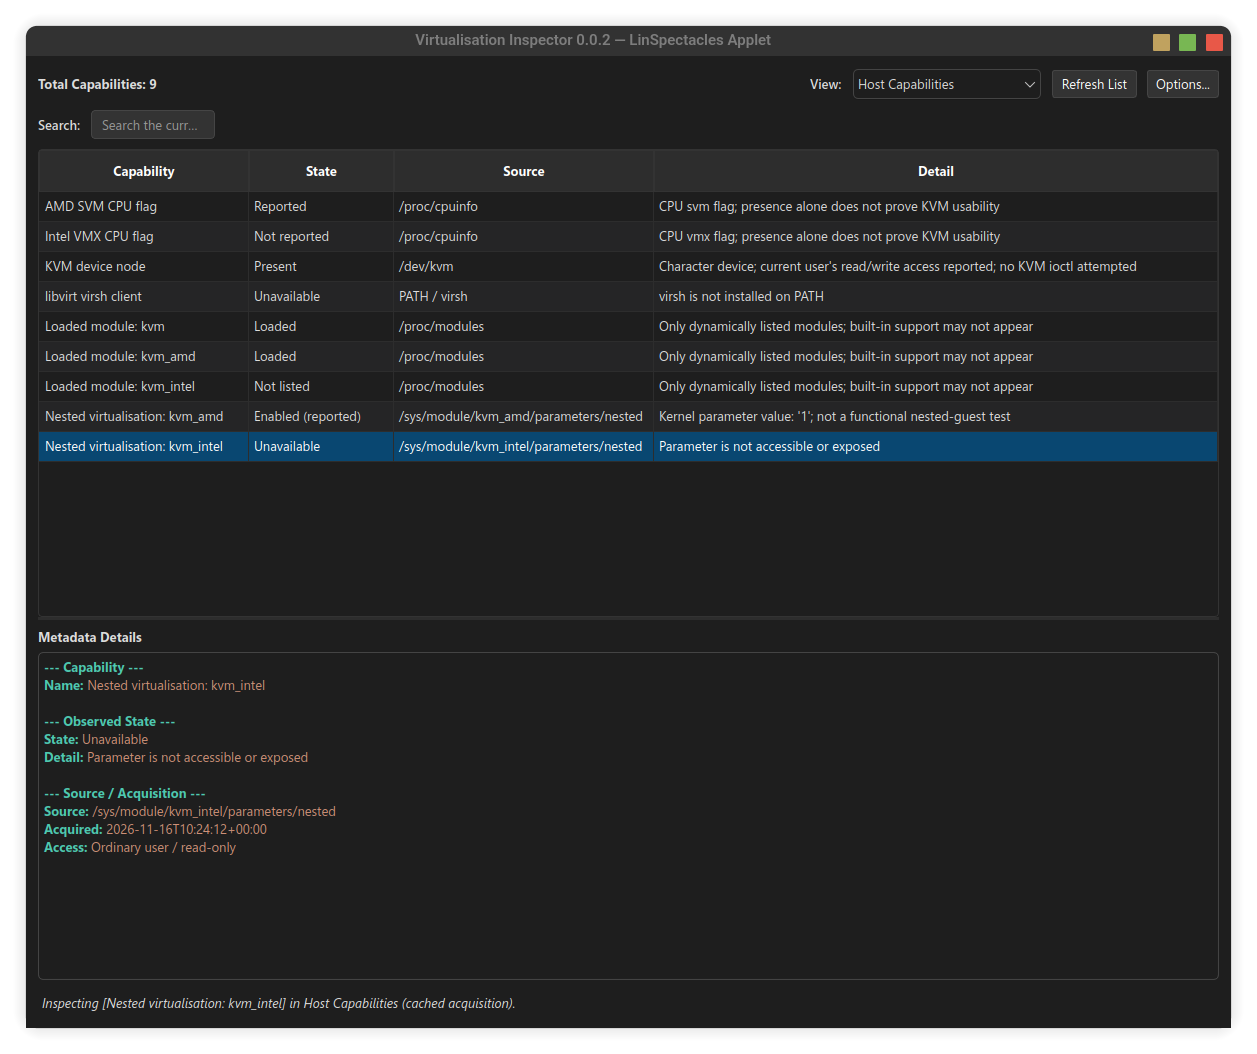 Virtualisation Inspector 0.0.2 — LinSpectacles Applet
Total Capabilities: 9 View: Host Capabilities Refresh List Options...
Search: Search the curr...
Capability State Source Detail
AMD SVM CPU flag Reported /proc/cpuinfo CPU svm flag; presence alone does not prove KVM usability
Intel VMX CPU flag Not reported /proc/cpuinfo CPU vmx flag; presence alone does not prove KVM usability
KVM device node Present /dev/kvm Character device; current user's read/write access reported; no KVM ioctl attempted
libvirt virsh client Unavailable PATH / virsh virsh is not installed on PATH
Loaded module: kvm Loaded /proc/modules Only dynamically listed modules; built-in support may not appear
Loaded module: kvm_amd Loaded /proc/modules Only dynamically listed modules; built-in support may not appear
Loaded module: kvm_intel Not listed /proc/modules Only dynamically listed modules; built-in support may not appear
Nested virtualisation: kvm_amd Enabled (reported) /sys/module/kvm_amd/parameters/nested Kernel parameter value: '1'; not a functional nested-guest test
Nested virtualisation: kvm_intel Unavailable /sys/module/kvm_intel/parameters/nested Parameter is not accessible or exposed
Metadata Details
--- Capability ---
Name: Nested virtualisation: kvm_intel
--- Observed State ---
State: Unavailable
Detail: Parameter is not accessible or exposed
--- Source / Acquisition ---
Source: /sys/module/kvm_intel/parameters/nested
Acquired: 2026-11-16T10:24:12+00:00
Access: Ordinary user / read-only
Inspecting [Nested virtualisation: kvm_intel] in Host Capabilities (cached acquisition).